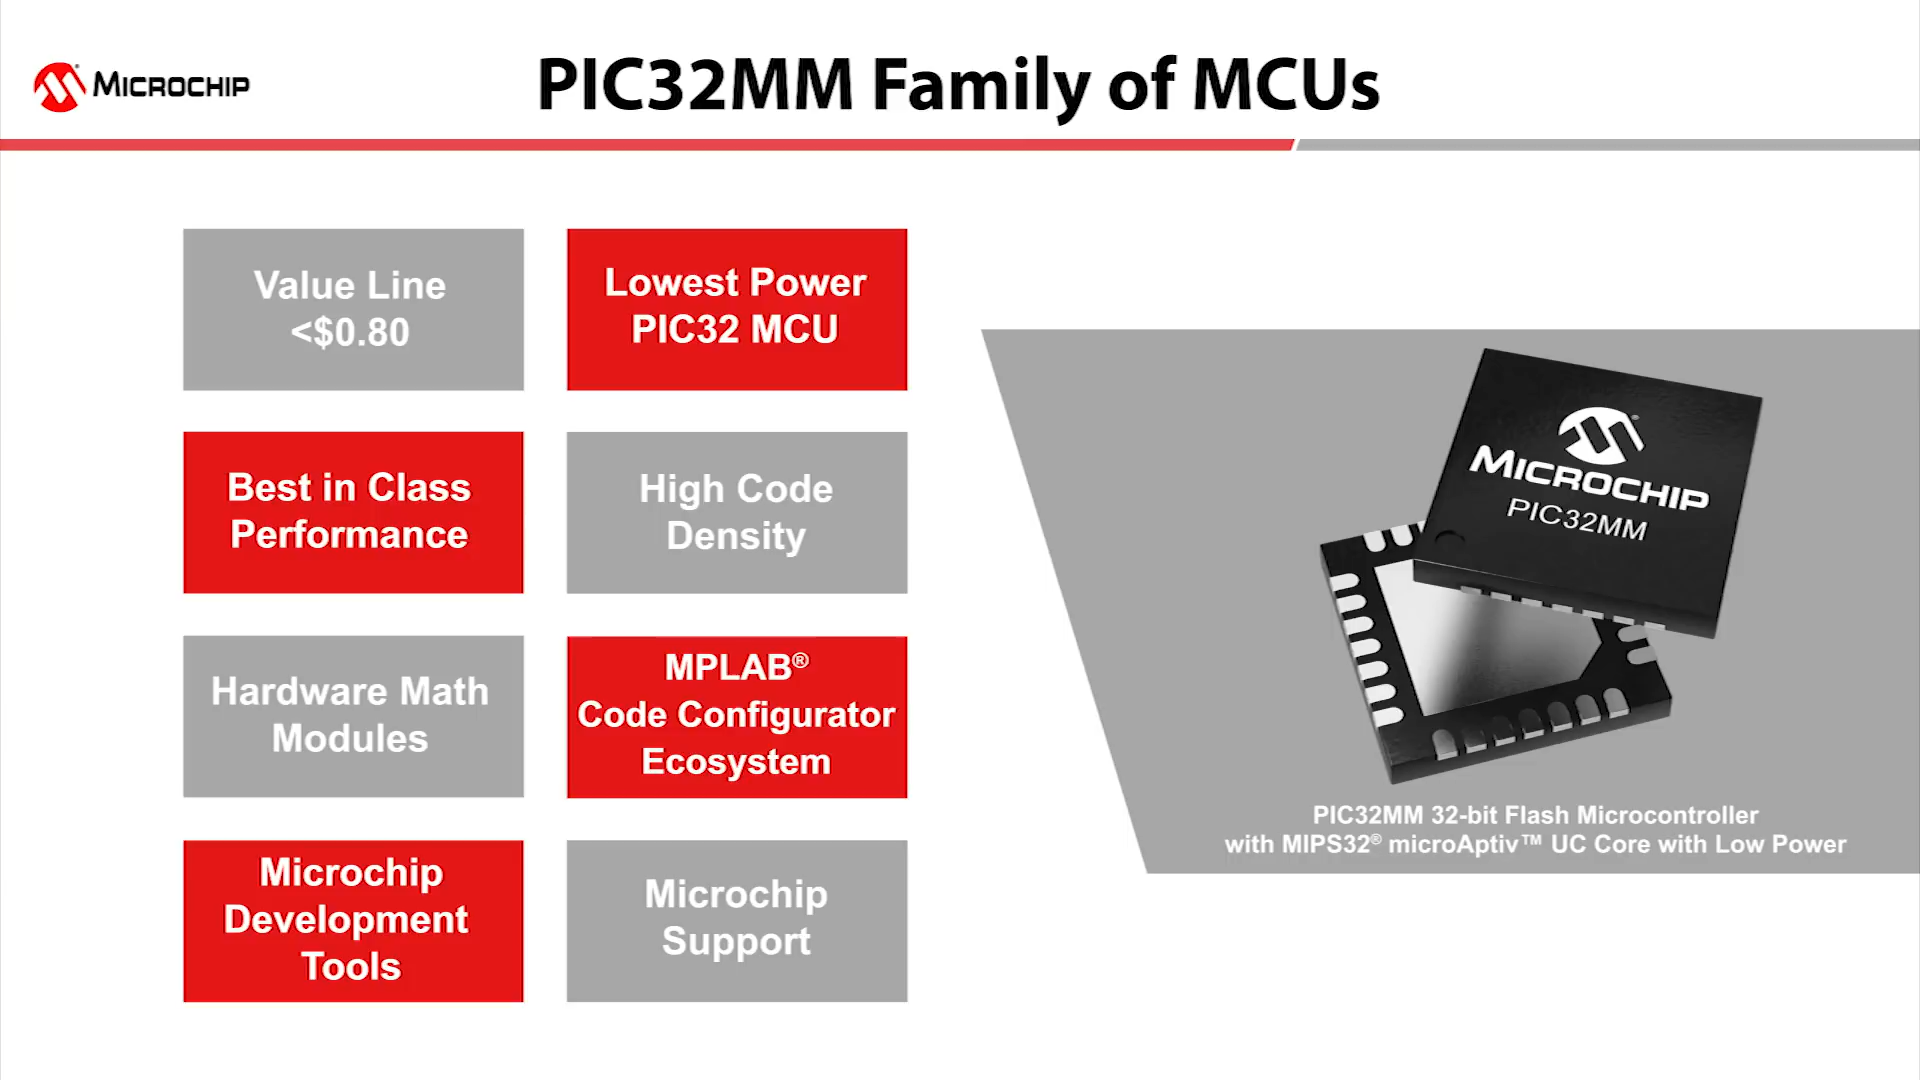 MICROCHIP
PIC32MM Family of MCUs
Value Line
<$0.80
Lowest Power
PIC32 MCU
Best in Class
Performance
High Code
Density
Hardware Math
Modules
MPLAB®
Code Configurator
Ecosystem
Microchip
Development
Tools
Microchip
Support
MICROCHIP
PIC32MM
PIC32MM 32-bit Flash Microcontroller
with MIPS32® microAptiv™ UC Core with Low Power